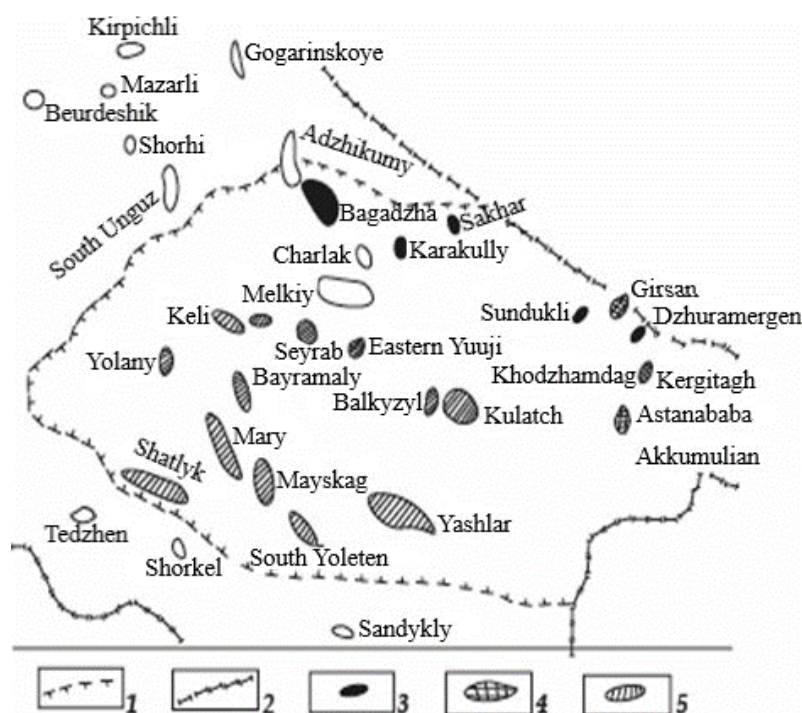 Kirpichli
Gogarinskoye
Mazarli
Beurdeshik
Shorhi
Adzhikumy
South Unguz
Bagadzha
Sakhar
Karakully
Charlak
Melkiy
Girsan
Keli
Sundukli
Dzhuramergen
Seyrab
Eastern Yuuji
Yolany
Bayramaly
Khodzhamdag
Kergitagh
Balkyzyl
Kulatch
Astanababa
Mary
Akkumulian
Shatlyk
Mayskag
Yashlar
Tedzhen
South Yoleten
Shorkel
Sandykly
1 2 3 4 5